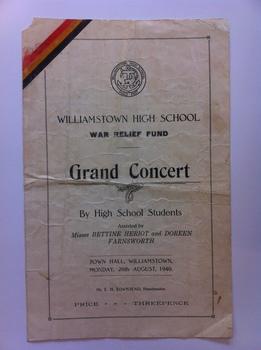 WILLIAMSTOWN HIGH SCHOOL
WAR RELIEF FUND
Grand Concert
By High School Students
Assisted by
Misses BETTINE HERIOT and DOREEN
FARNSWORTH
TOWN HALL, WILLIAMSTOWN,
MONDAY, 26th AUGUST, 1940.
PRICE - - - THREEPENCE